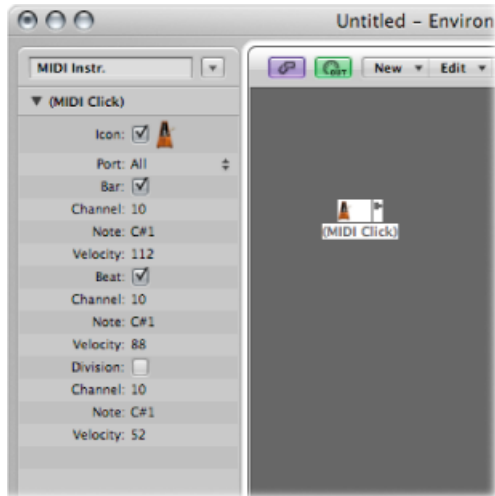 Untitled – Environ
MIDI Instr.
OUT New Edit
(MIDI Click)
Icon:
Port: All
Bar:
Channel: 10
Note: C#1
Velocity: 112
Beat:
Channel: 10
Note: C#1
Velocity: 88
Division:
Channel: 10
Note: C#1
Velocity: 52
(MIDI Click)